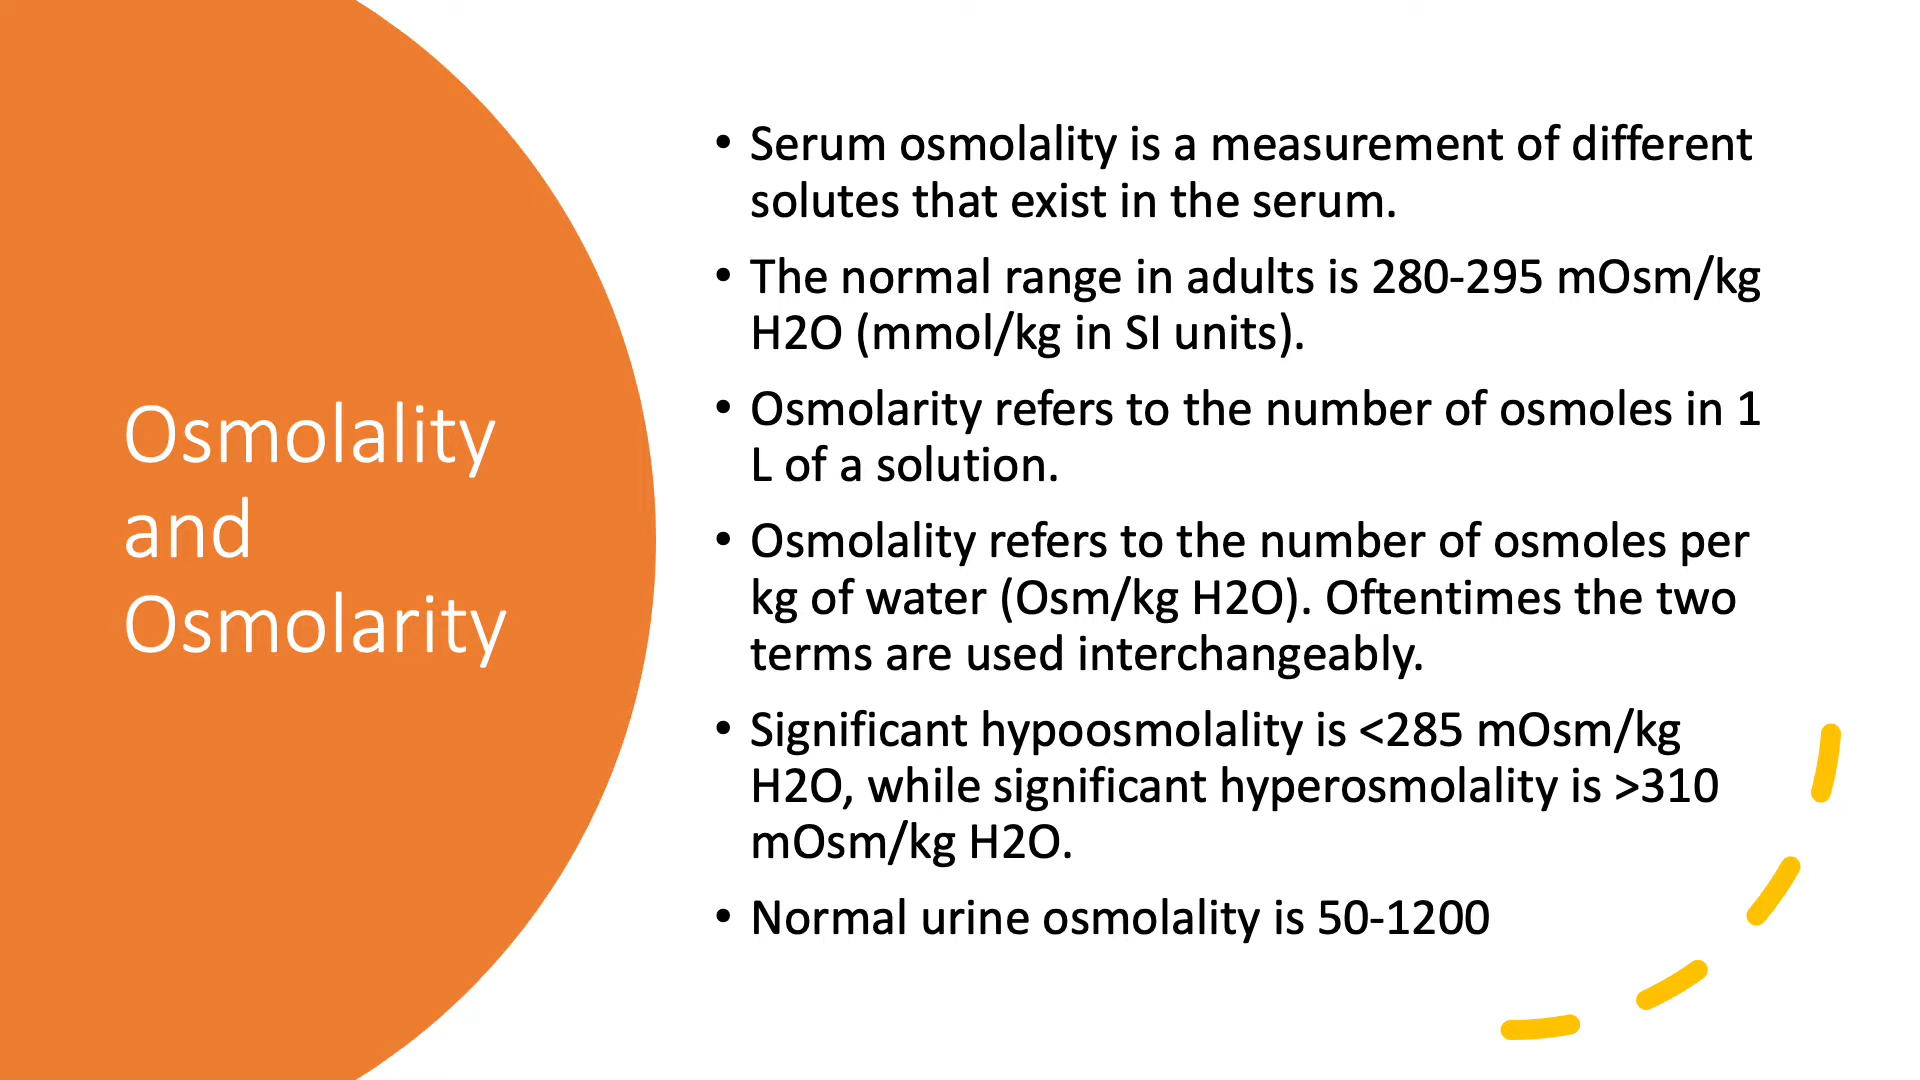 Osmolality
and
Osmolarity
• Serum osmolality is a measurement of different
solutes that exist in the serum.
• The normal range in adults is 280-295 mOsm/kg
H2O (mmol/kg in SI units).
• Osmolarity refers to the number of osmoles in 1
L of a solution.
• Osmolality refers to the number of osmoles per
kg of water (Osm/kg H2O). Oftentimes the two
terms are used interchangeably.
• Significant hypoosmolality is <285 mOsm/kg
H2O, while significant hyperosmolality is >310
mOsm/kg H2O.
• Normal urine osmolality is 50-1200